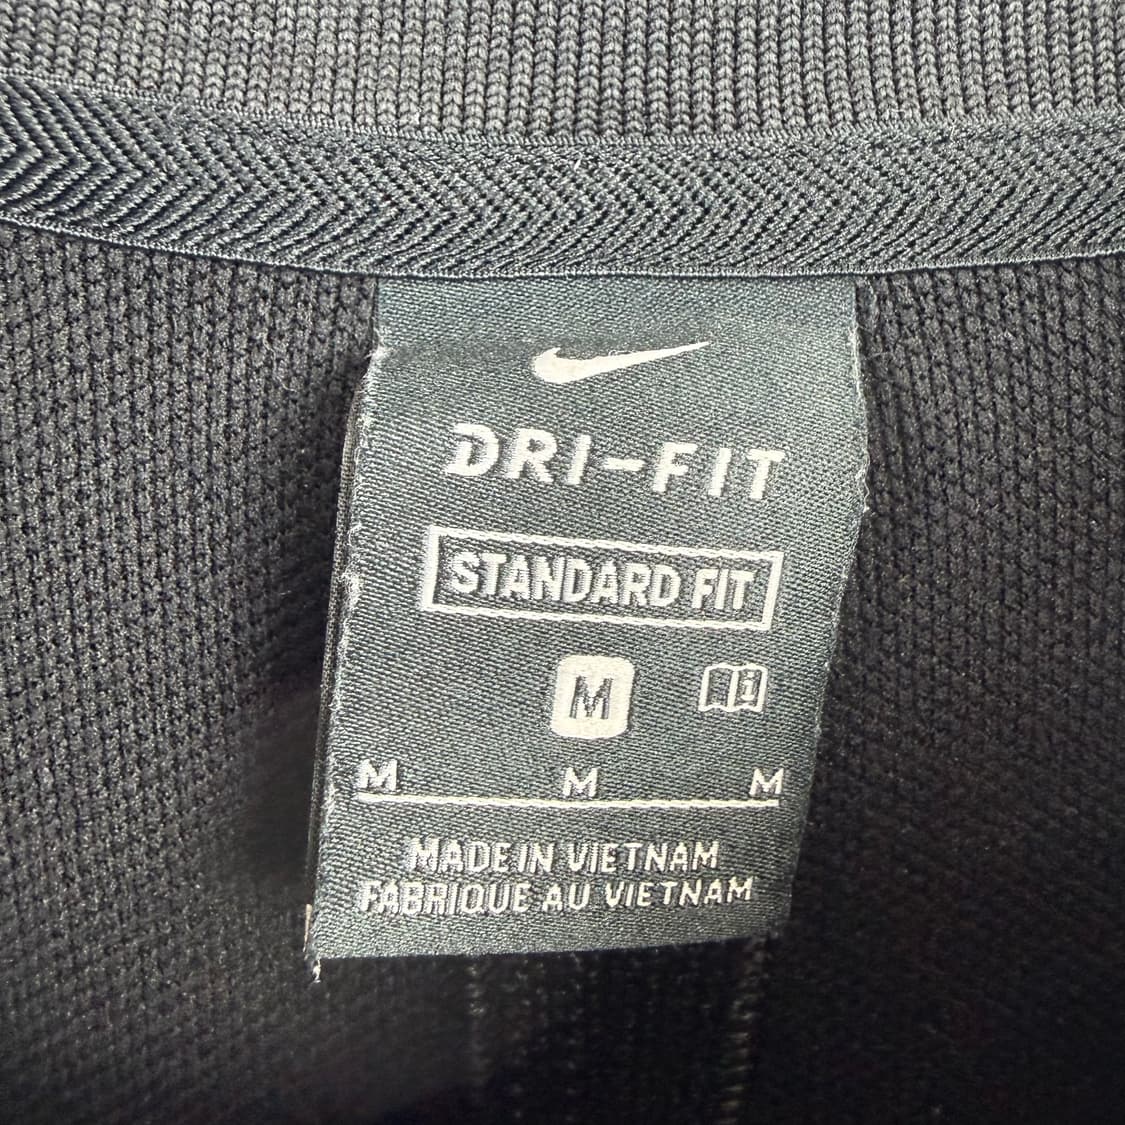 DRI-FIT
STANDARD FIT
M i
M M M
MADE IN VIETNAM
FABRIQUE AU VIETNAM